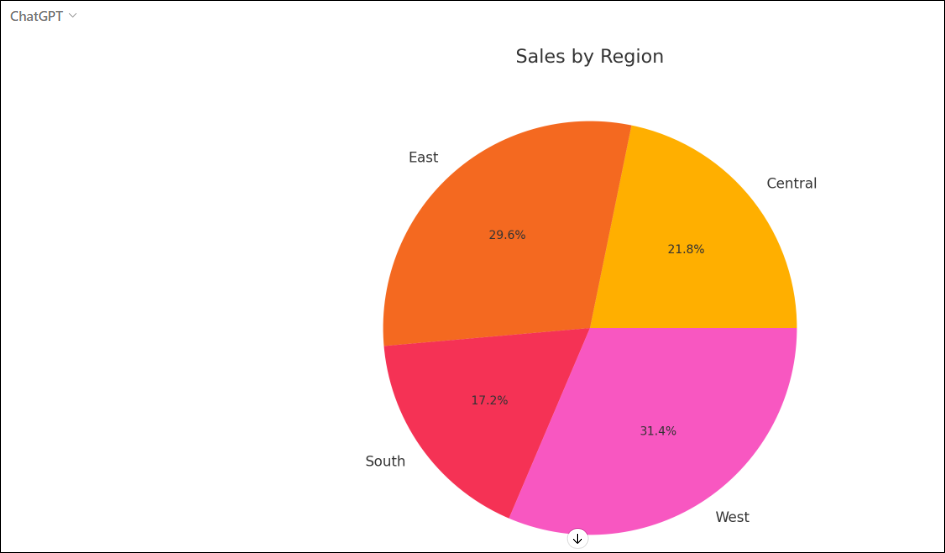 ChatGPT
Sales by Region
East
Central
29.6%
21.8%
17.2%
31.4%
South
West